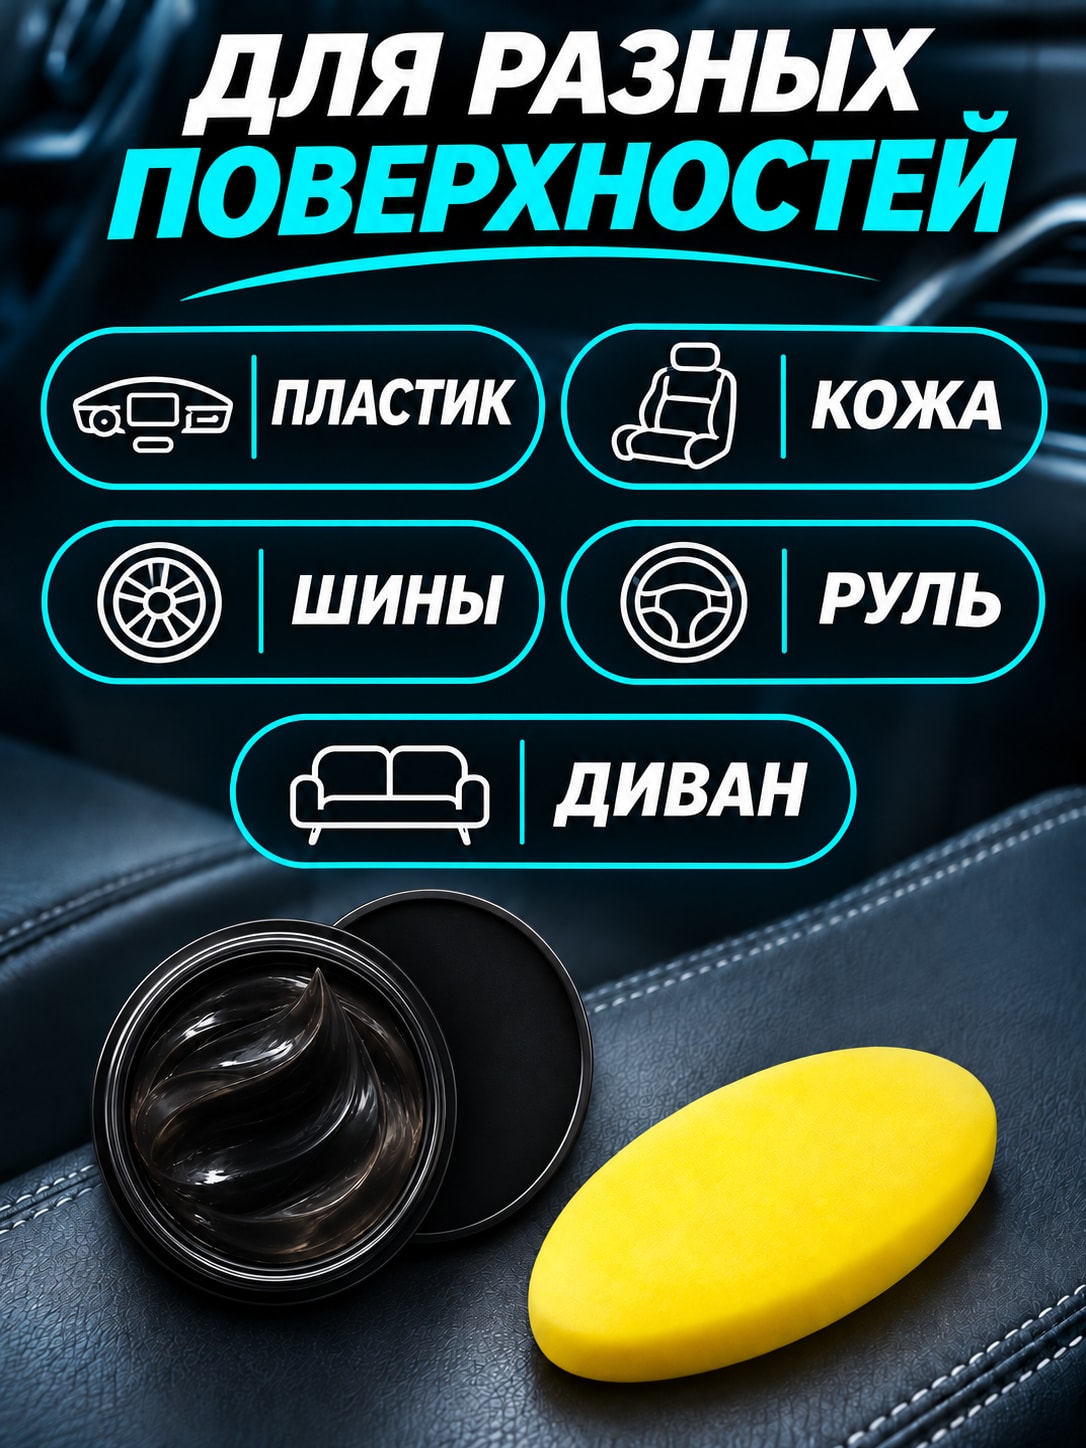 ДЛЯ РАЗНЫХ
ПОВЕРХНОСТЕЙ
ПЛАСТИК
КОЖА
ШИНЫ
РУЛЬ
ДИВАН